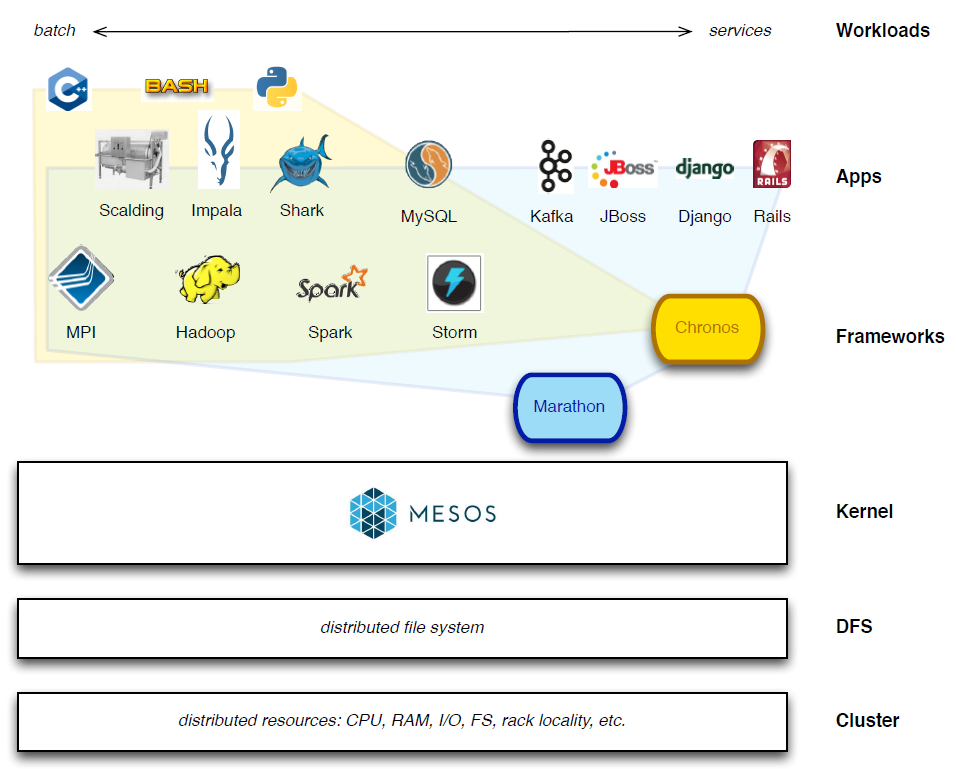 batch
services
Workloads
C++
BASH
Scalding
Impala
Shark
MySQL
Kafka
JBoss
JBoss
django
Django
RAILS
Rails
Apps
MPI
Hadoop
Spark
Spark
Storm
Chronos
Frameworks
Marathon
MESOS
Kernel
distributed file system
DFS
distributed resources: CPU, RAM, I/O, FS, rack locality, etc.
Cluster